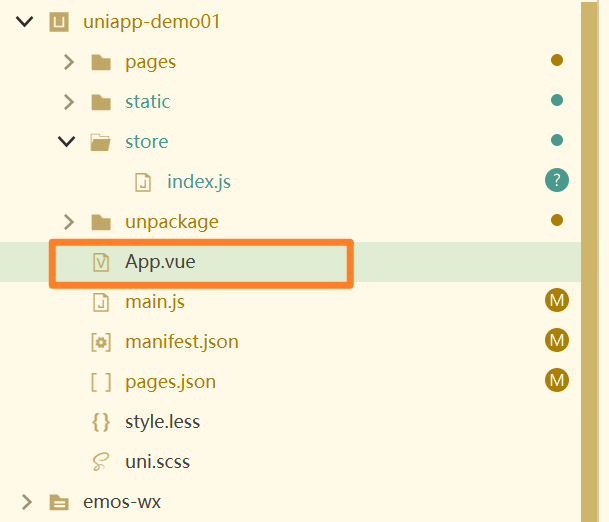 uniapp-demo01
pages
static
store
index.js ?
unpackage
App.vue
main.js M
manifest.json M
pages.json M
style.less
uni.scss
emos-wx